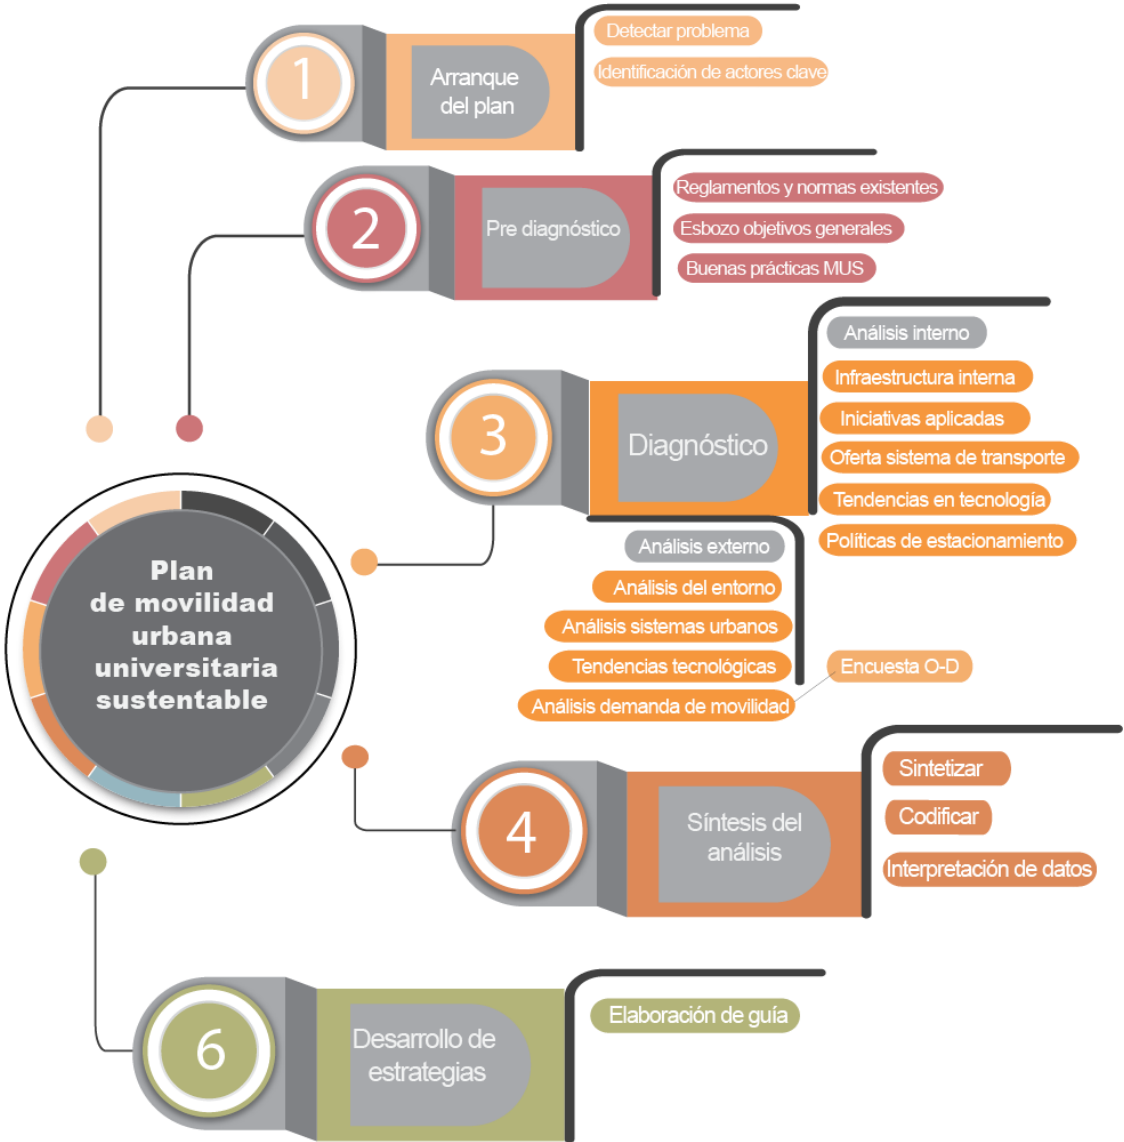 1
Arranque
del plan
Detectar problema
Identificación de actores clave
2
Pre diagnóstico
Reglamentos y normas existentes
Esbozo objetivos generales
Buenas prácticas MUS
3
Diagnóstico
Análisis interno
Infraestructura interna
Iniciativas aplicadas
Oferta sistema de transporte
Tendencias en tecnología
Políticas de estacionamiento
Análisis externo
Análisis del entorno
Análisis sistemas urbanos
Tendencias tecnológicas
Análisis demanda de movilidad
Encuesta O-D
Plan
de movilidad
urbana
universitaria
sustentable
4
Síntesis del
análisis
Sintetizar
Codificar
Interpretación de datos
6
Desarrollo de
estrategias
Elaboración de guía